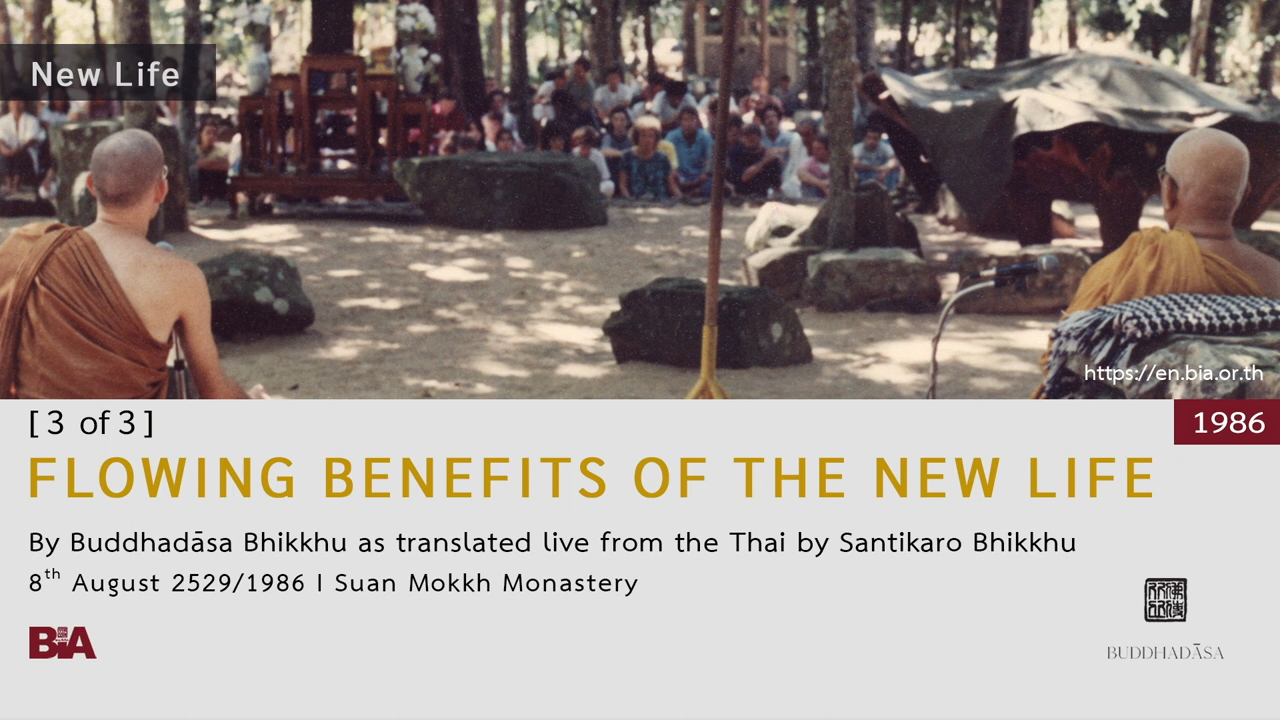 New Life
https://en.bia.or.th
[ 3 of 3 ]
1986
FLOWING BENEFITS OF THE NEW LIFE
By Buddhadāsa Bhikkhu as translated live from the Thai by Santikaro Bhikkhu
8th August 2529/1986 I Suan Mokkh Monastery
BIA
BUDDHADĀSA